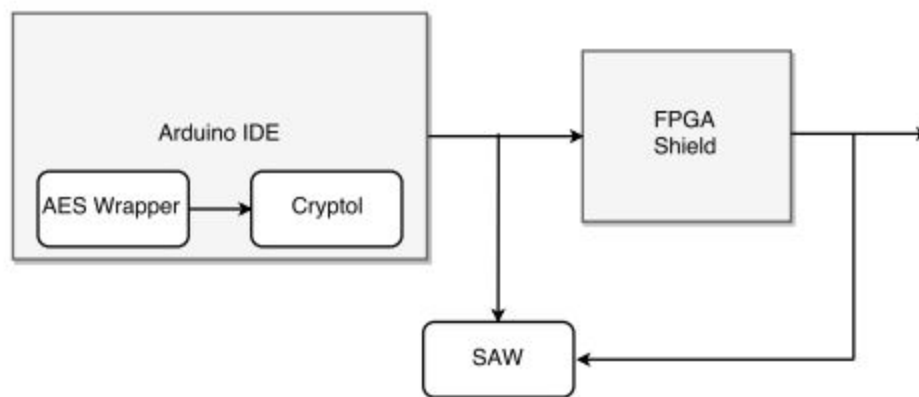 Arduino IDE
AES Wrapper
Cryptol
FPGA
Shield
SAW